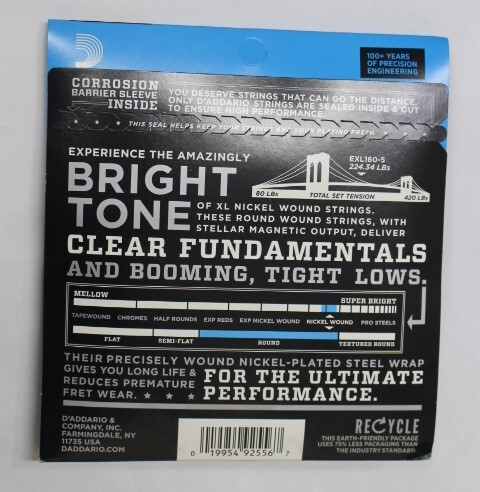 100+ YEARS
OF PRECISION
ENGINEERING
CORROSION
BARRIER SLEEVE
INSIDE
YOU DESERVE STRINGS THAT CAN GO THE DISTANCE.
ONLY D'ADDARIO STRINGS ARE SEALED INSIDE & OUT
TO ENSURE HIGH PERFORMANCE.
★ THIS SEAL HELPS KEEP YOUR STRINGS AND YOUR PLAYING FRESH
EXPERIENCE THE AMAZINGLY
BRIGHT
TONE
EXL160-5
224.34 LBs
80 LBs
TOTAL SET TENSION
420 LBs
OF XL NICKEL WOUND STRINGS.
THESE ROUND WOUND STRINGS, WITH
STELLAR MAGNETIC OUTPUT, DELIVER
CLEAR FUNDAMENTALS
AND BOOMING, TIGHT LOWS.
MELLOW SUPER BRIGHT
TAPEWOUND CHROMES HALF ROUNDS EXP REDS EXP NICKEL WOUND NICKEL WOUND PRO STEELS
FLAT SEMI-FLAT ROUND TEXTURED ROUND
THEIR PRECISELY WOUND NICKEL-PLATED STEEL WRAP
GIVES YOU LONG LIFE &
REDUCES PREMATURE
FRET WEAR. ★ ★ ★
FOR THE ULTIMATE
PERFORMANCE.
D'ADDARIO &
COMPANY, INC.
FARMINGDALE, NY
11735 USA
DADDARIO.COM
0 19954 92556 7
RECYCLE
THIS EARTH-FRIENDLY PACKAGE
USES 75% LESS PACKAGING THAN
THE INDUSTRY STANDARD.